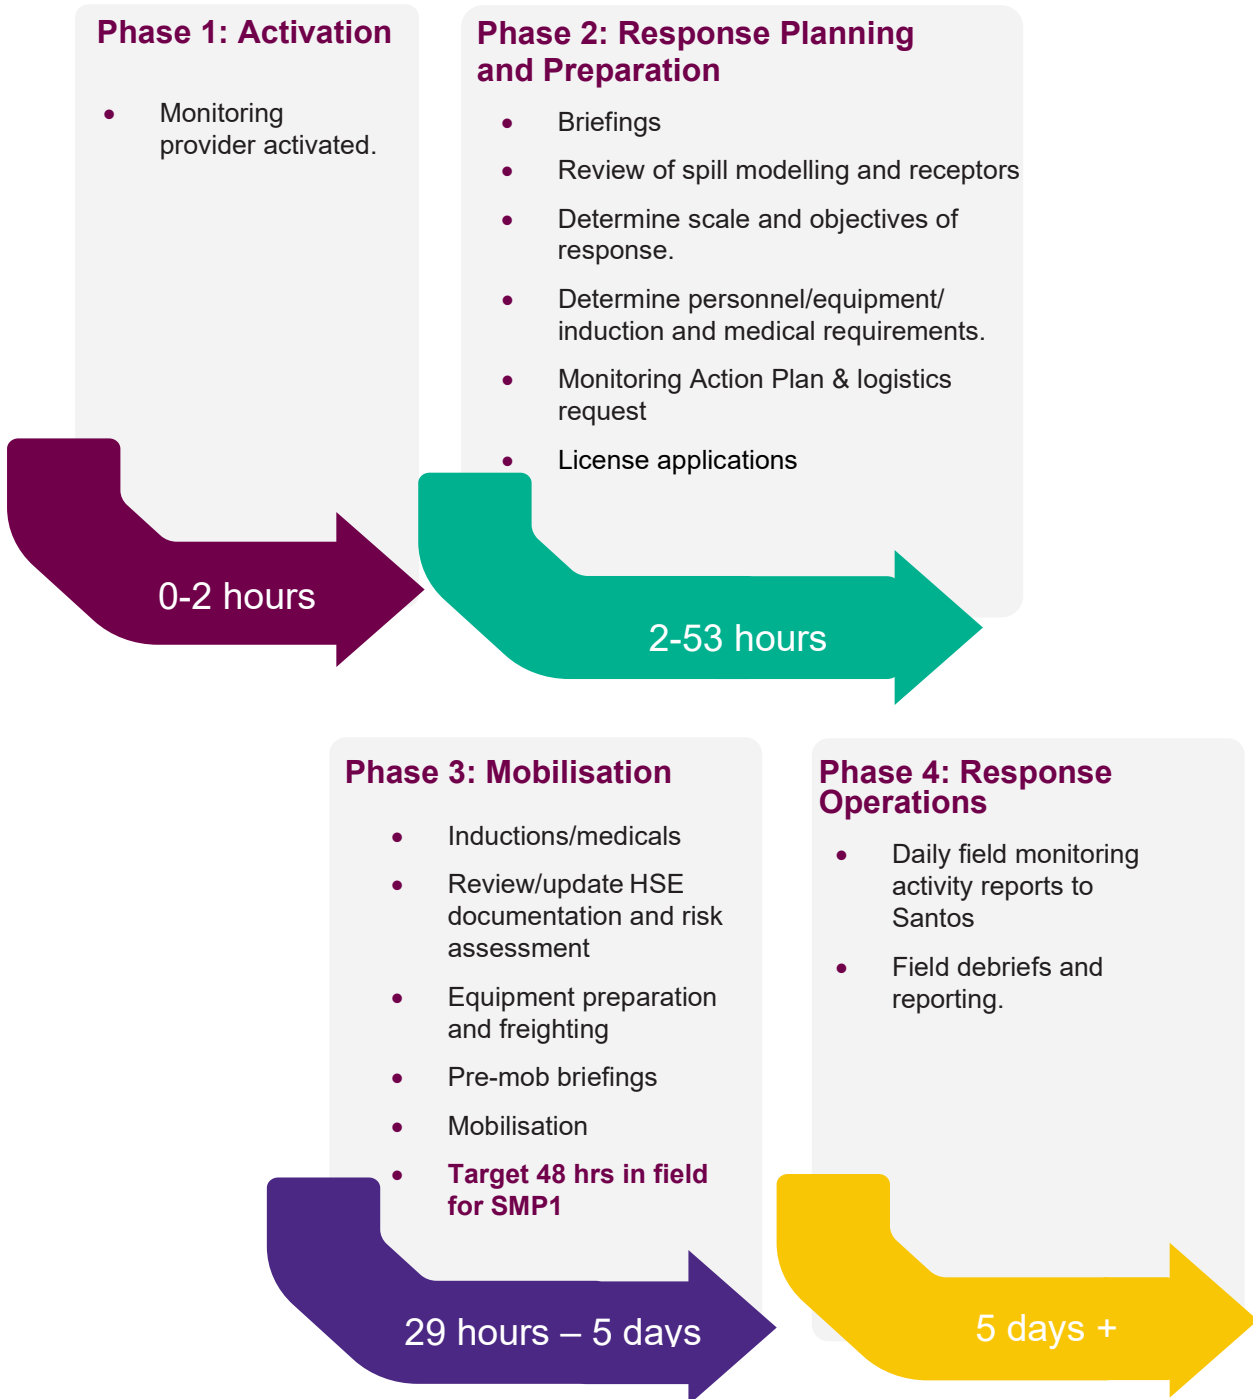 Phase 1: Activation
• Monitoring
provider activated.
0-2 hours
Phase 2: Response Planning
and Preparation
• Briefings
• Review of spill modelling and receptors
• Determine scale and objectives of
response.
• Determine personnel/equipment/
induction and medical requirements.
• Monitoring Action Plan & logistics
request
• License applications
2-53 hours
Phase 3: Mobilisation
• Inductions/medicals
• Review/update HSE
documentation and risk
assessment
• Equipment preparation
and freighting
• Pre-mob briefings
• Mobilisation
• Target 48 hrs in field
for SMP1
29 hours – 5 days
Phase 4: Response
Operations
• Daily field monitoring
activity reports to
Santos
• Field debriefs and
reporting.
5 days +